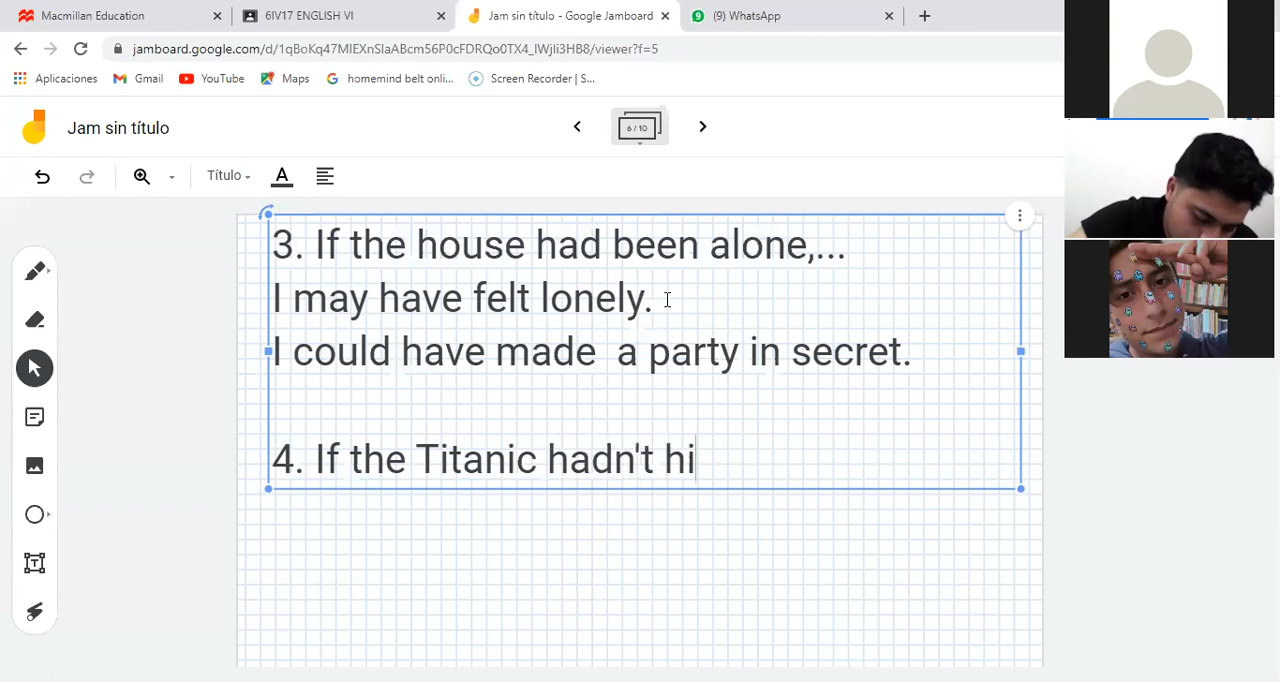 Macmillan Education
6IV17 ENGLISH VI
Jam sin título - Google Jamboard
(9) WhatsApp
jamboard.google.com/d/1qBoKq47MIEXnSlaABcm56P0cFDRQo0TX4_IWjIi3HB8/viewer?f=5
Aplicaciones
Gmail
YouTube
Maps
homemind belt onli...
Screen Recorder | S...
Jam sin título
6 / 10
Título
3. If the house had been alone,...
I may have felt lonely.
I could have made  a party in secret.
4. If the Titanic hadn't hi